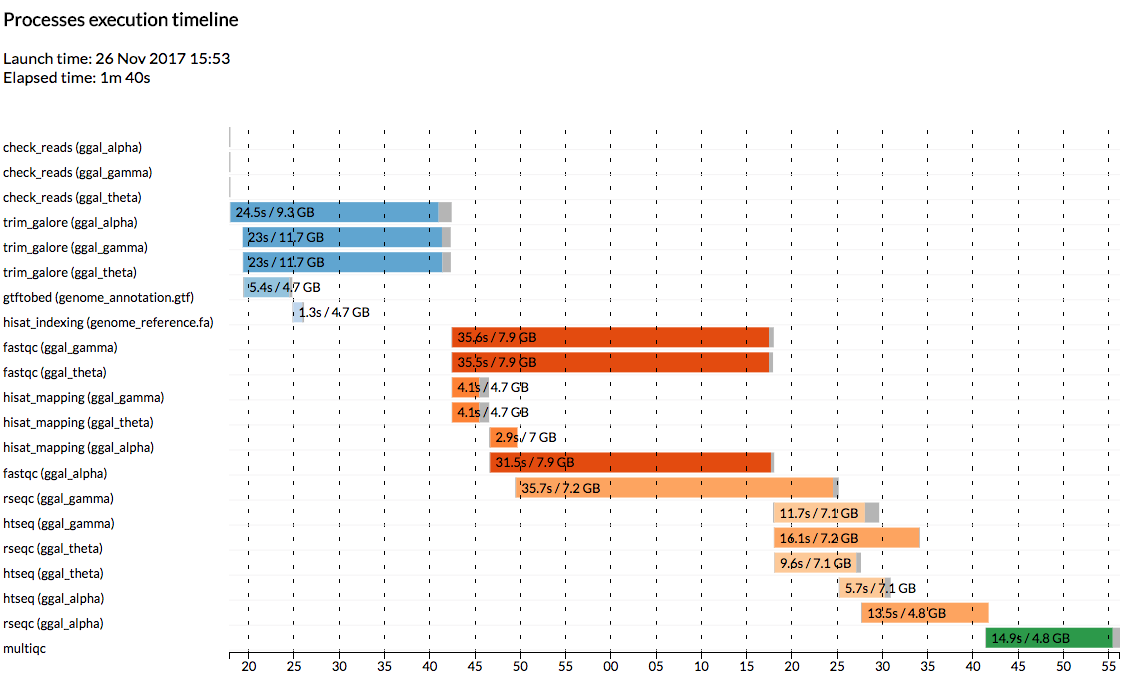 Processes execution timeline
Launch time: 26 Nov 2017 15:53
Elapsed time: 1m 40s
check_reads (ggal_alpha)
check_reads (ggal_gamma)
check_reads (ggal_theta)
24.5s / 9.3 GB
trim_galore (ggal_alpha)
23s / 11.7 GB
trim_galore (ggal_gamma)
23s / 11.7 GB
trim_galore (ggal_theta)
5.4s / 4.7 GB
gtftobed (genome_annotation.gtf)
1.3s / 4.7 GB
hisat_indexing (genome_reference.fa)
35.6s / 7.9 GB
fastqc (ggal_gamma)
35.5s / 7.9 GB
fastqc (ggal_theta)
4.1s / 4.7 GB
hisat_mapping (ggal_gamma)
4.1s / 4.7 GB
hisat_mapping (ggal_theta)
2.9s / 7 GB
hisat_mapping (ggal_alpha)
31.5s / 7.9 GB
fastqc (ggal_alpha)
35.7s / 7.2 GB
rseqc (ggal_gamma)
11.7s / 7.1 GB
htseq (ggal_gamma)
16.1s / 7.2 GB
rseqc (ggal_theta)
9.6s / 7.1 GB
htseq (ggal_theta)
5.7s / 7.1 GB
htseq (ggal_alpha)
13.5s / 4.8 GB
rseqc (ggal_alpha)
14.9s / 4.8 GB
multiqc
20 25 30 35 40 45 50 55 00 05 10 15 20 25 30 35 40 45 50 55